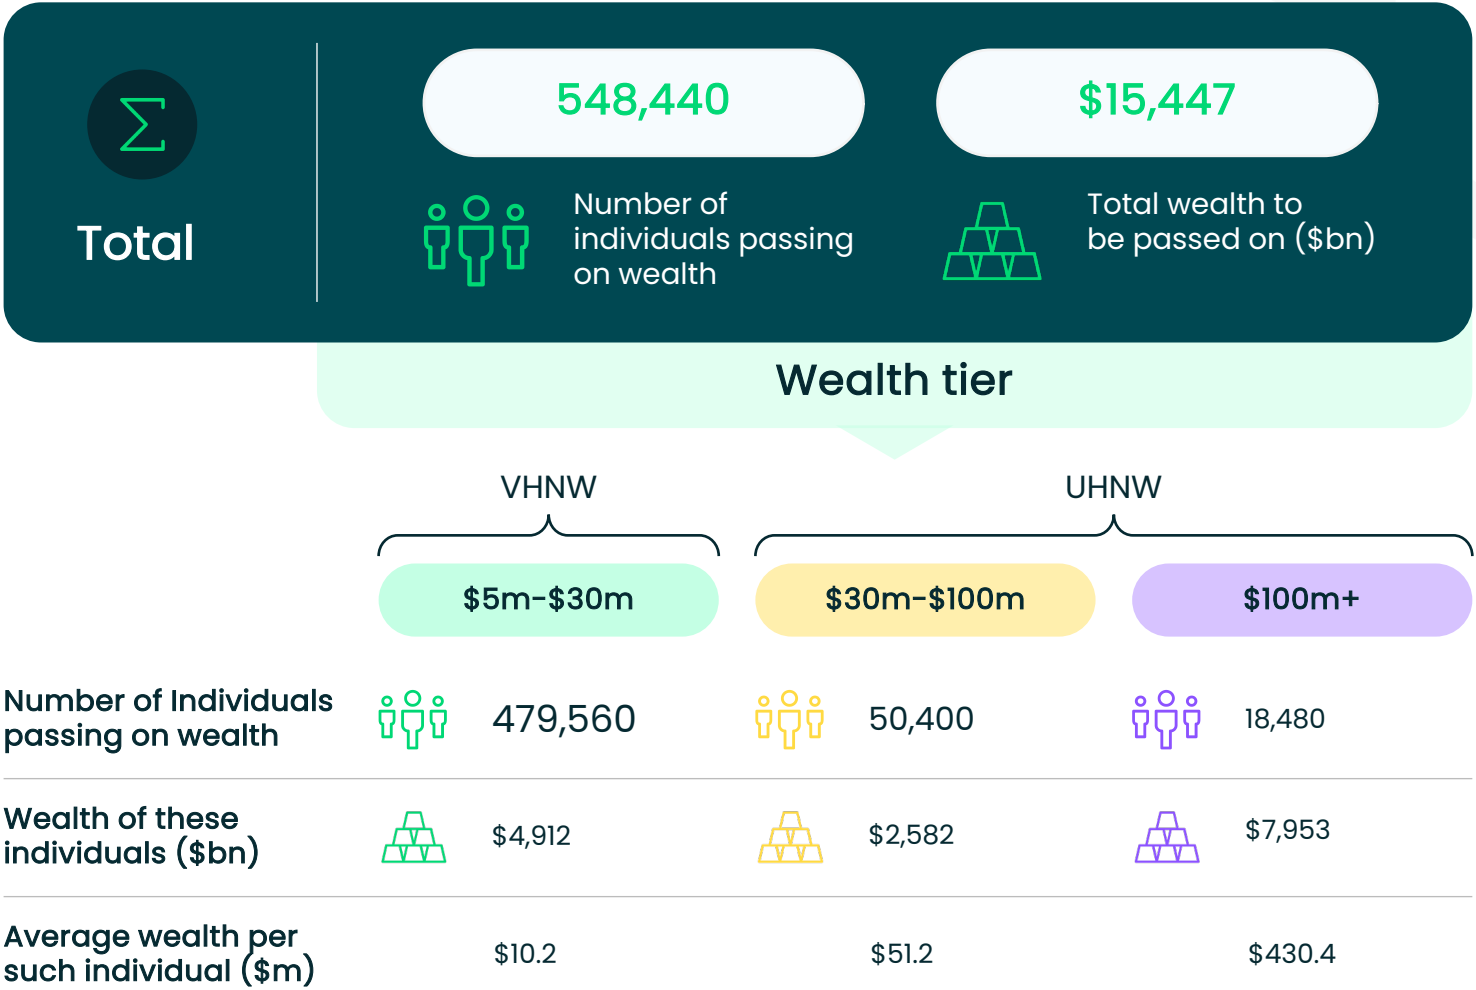 Σ
Total
548,440
Number of
individuals passing
on wealth
$15,447
Total wealth to
be passed on ($bn)
Wealth tier
VHNW
UHNW
$5m-$30m
$30m-$100m
$100m+
Number of Individuals
passing on wealth
479,560
50,400
18,480
Wealth of these
individuals ($bn)
$4,912
$2,582
$7,953
Average wealth per
such individual ($m)
$10.2
$51.2
$430.4